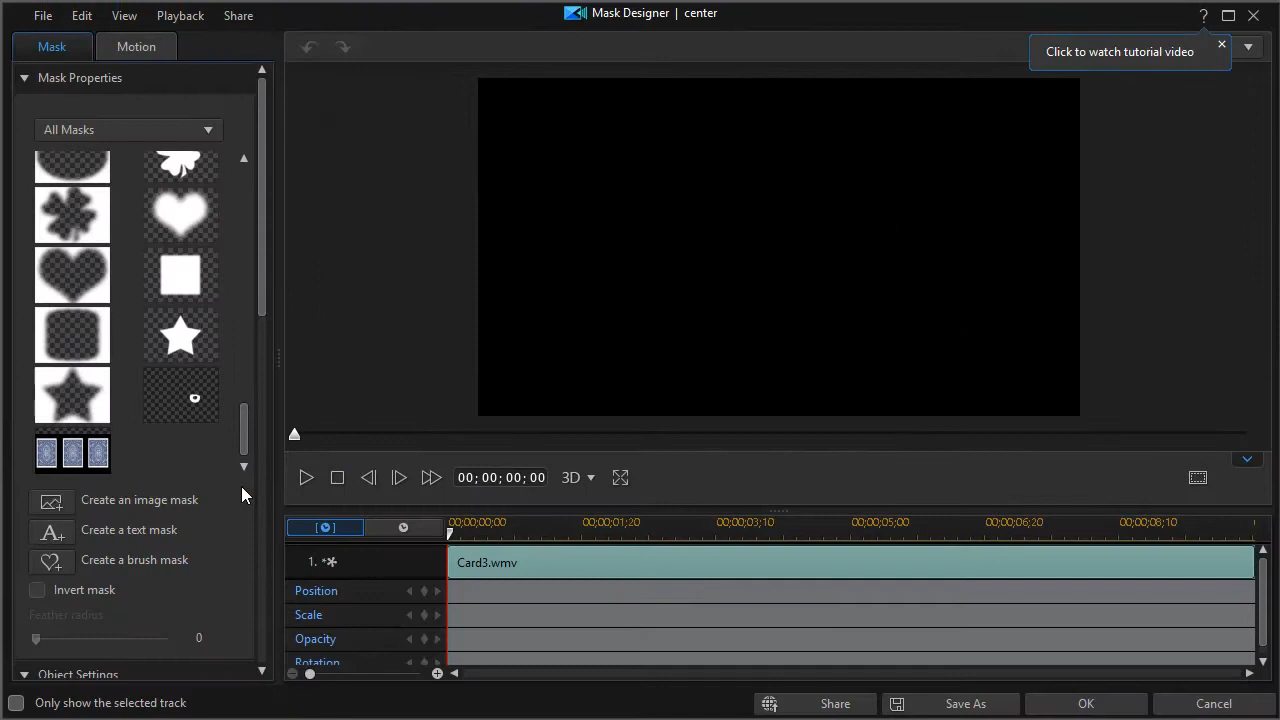 File Edit View Playback Share
Mask Designer | center
?
Mask Motion
Click to watch tutorial video
Mask Properties
All Masks
Create an image mask
Create a text mask
Create a brush mask
Invert mask
Feather radius
0
Object Settings
Only show the selected track
00; 00; 00; 00
3D
00;00;00;00 00;00;01;20 00;00;03;10 00;00;05;00 00;00;06;20 00;00;08;10
1. Card3.wmv
Position
Scale
Opacity
Rotation
Share Save As OK Cancel